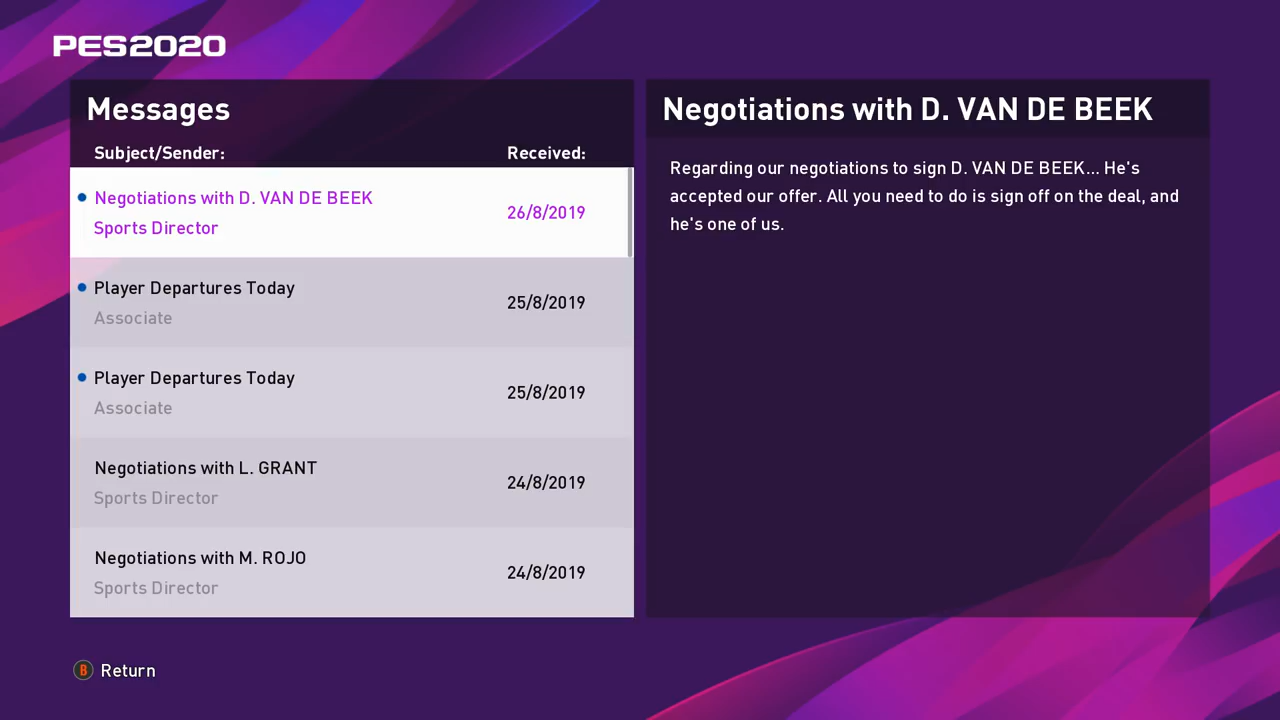 PES2020
Messages
Subject/Sender:
Received:
Negotiations with D. VAN DE BEEK
Sports Director
26/8/2019
Player Departures Today
Associate
25/8/2019
Player Departures Today
Associate
25/8/2019
Negotiations with L. GRANT
Sports Director
24/8/2019
Negotiations with M. ROJO
Sports Director
24/8/2019
Negotiations with D. VAN DE BEEK
Regarding our negotiations to sign D. VAN DE BEEK... He's
accepted our offer. All you need to do is sign off on the deal, and
he's one of us.
B Return